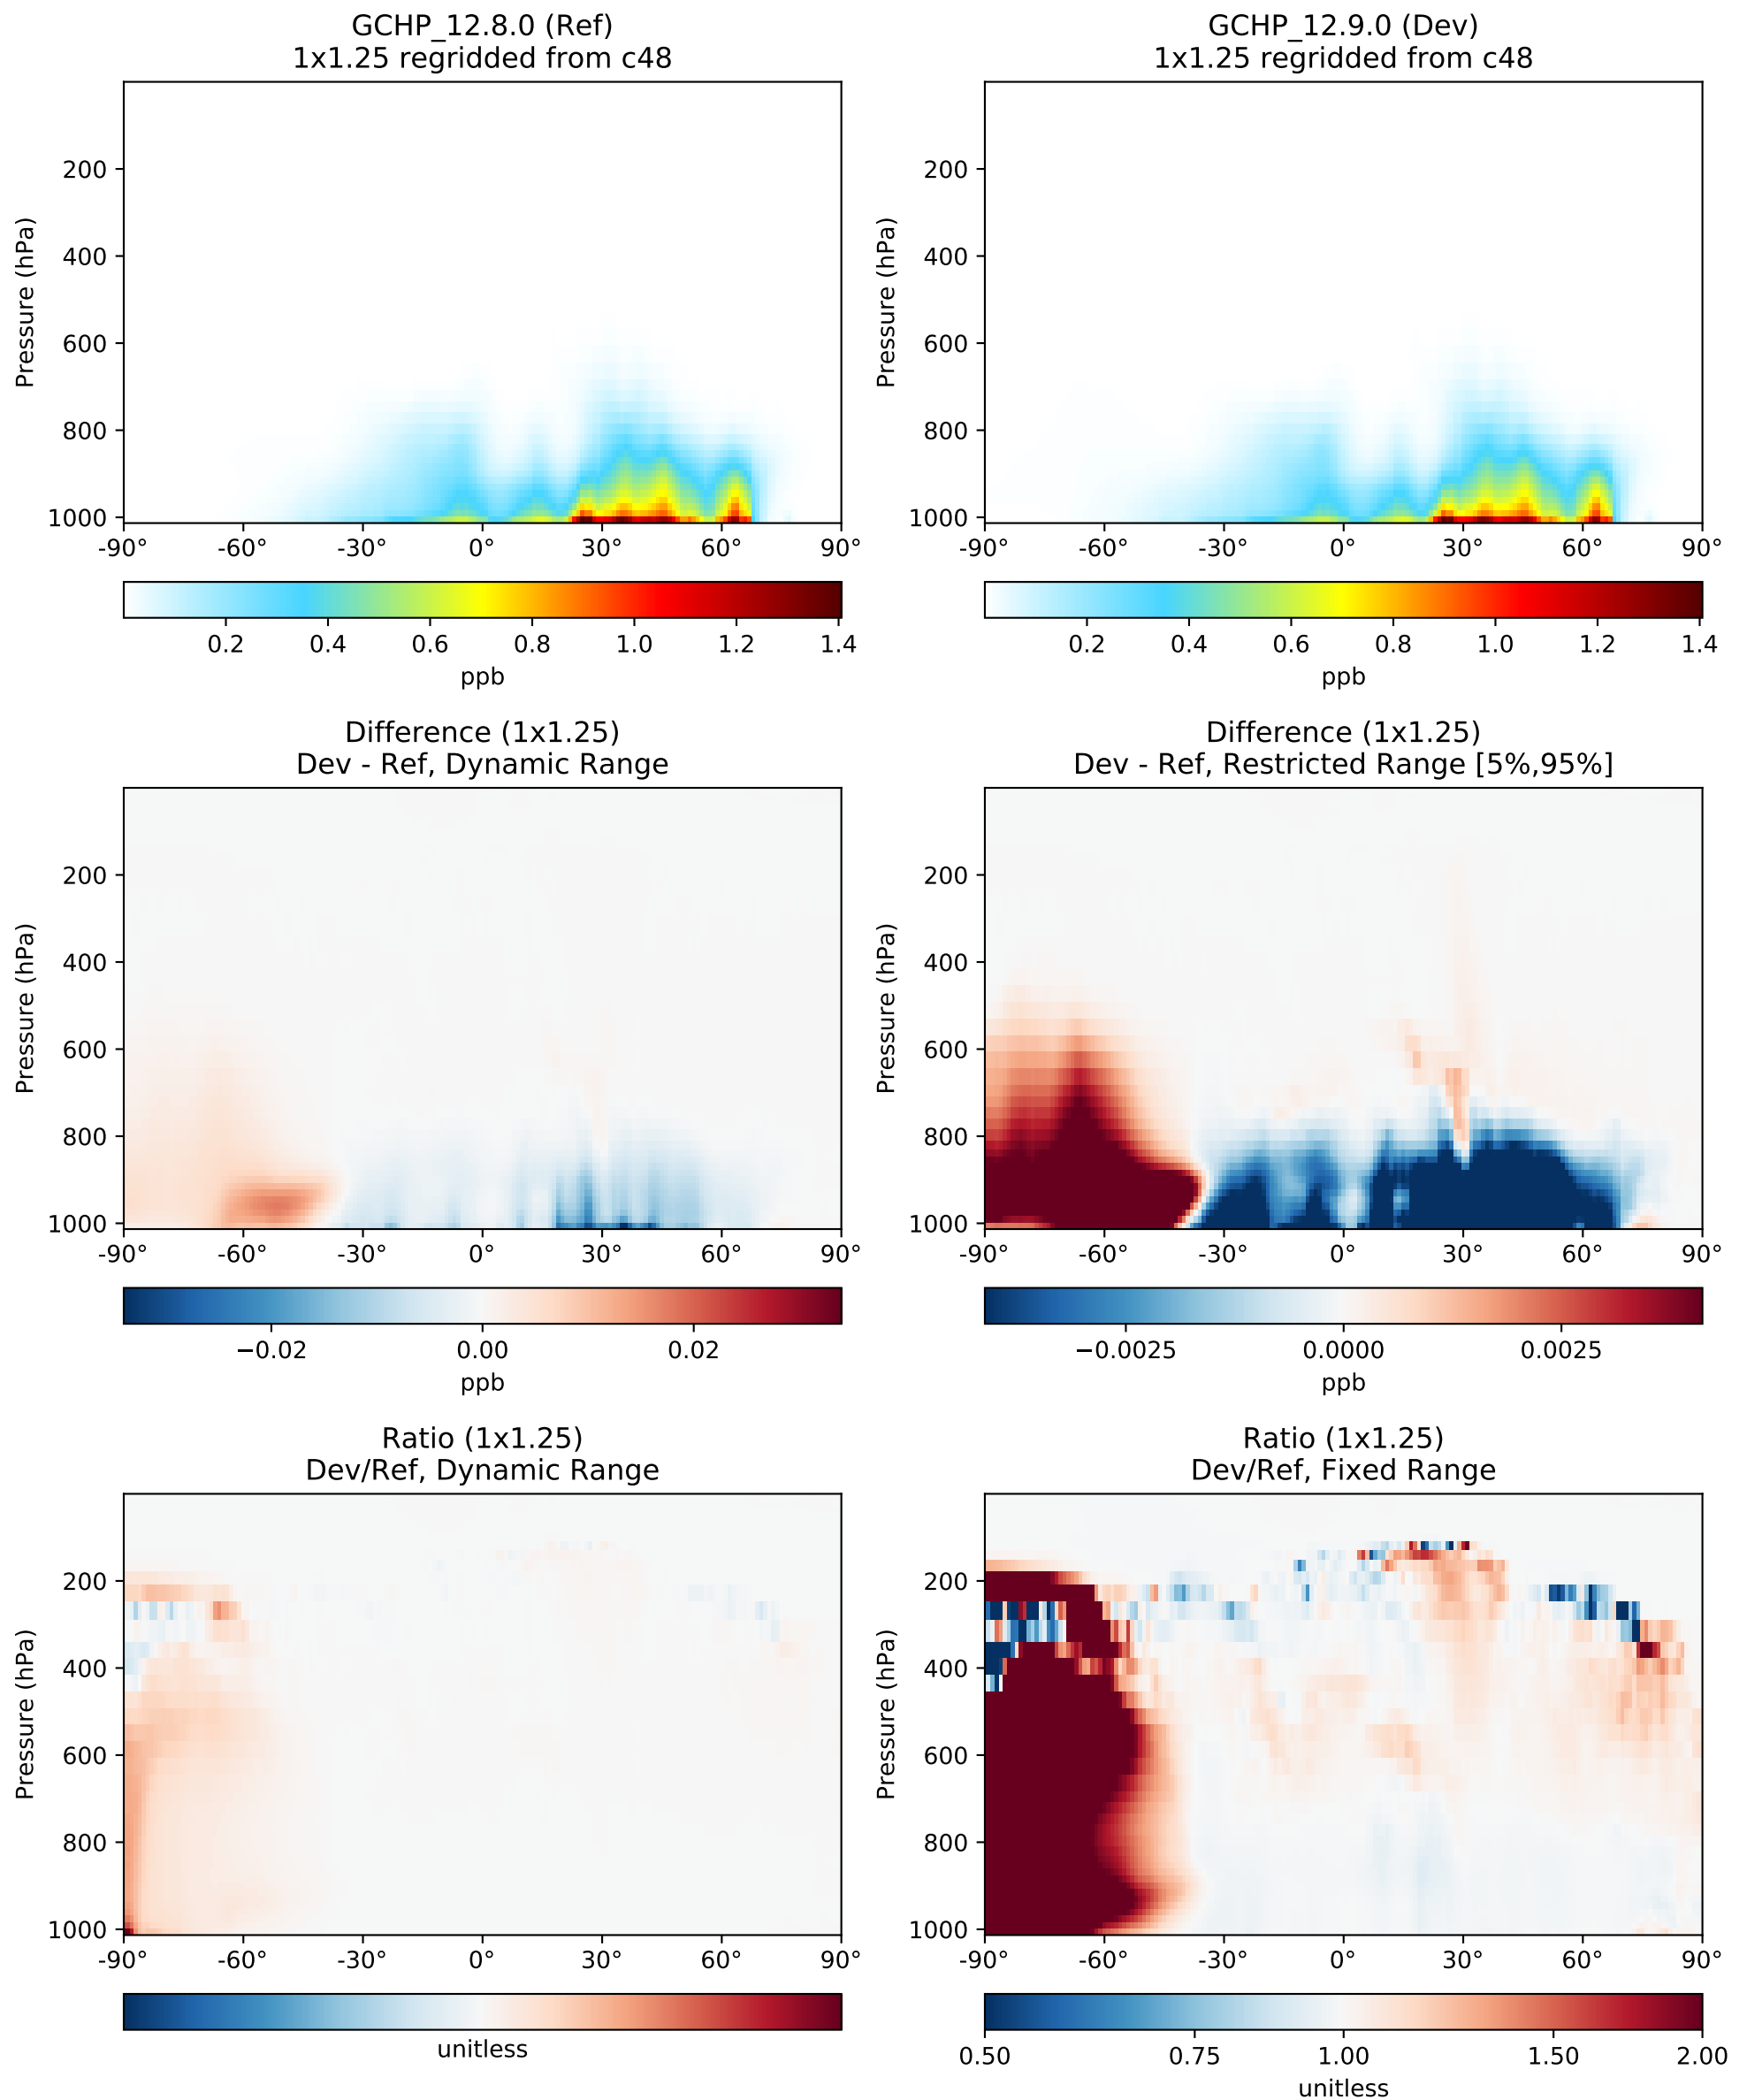 GCHP_12.8.0 (Ref)
1x1.25 regridded from c48
Pressure (hPa)
200
400
600
800
1000
-90° -60° -30° 0° 30° 60° 90°
0.2 0.4 0.6 0.8 1.0 1.2 1.4
ppb
GCHP_12.9.0 (Dev)
1x1.25 regridded from c48
Pressure (hPa)
200
400
600
800
1000
-90° -60° -30° 0° 30° 60° 90°
0.2 0.4 0.6 0.8 1.0 1.2 1.4
ppb
Difference (1x1.25)
Dev - Ref, Dynamic Range
Pressure (hPa)
200
400
600
800
1000
-90° -60° -30° 0° 30° 60° 90°
−0.02 0.00 0.02
ppb
Difference (1x1.25)
Dev - Ref, Restricted Range [5%,95%]
Pressure (hPa)
200
400
600
800
1000
-90° -60° -30° 0° 30° 60° 90°
−0.0025 0.0000 0.0025
ppb
Ratio (1x1.25)
Dev/Ref, Dynamic Range
Pressure (hPa)
200
400
600
800
1000
-90° -60° -30° 0° 30° 60° 90°
unitless
Ratio (1x1.25)
Dev/Ref, Fixed Range
Pressure (hPa)
200
400
600
800
1000
-90° -60° -30° 0° 30° 60° 90°
0.50 0.75 1.00 1.50 2.00
unitless